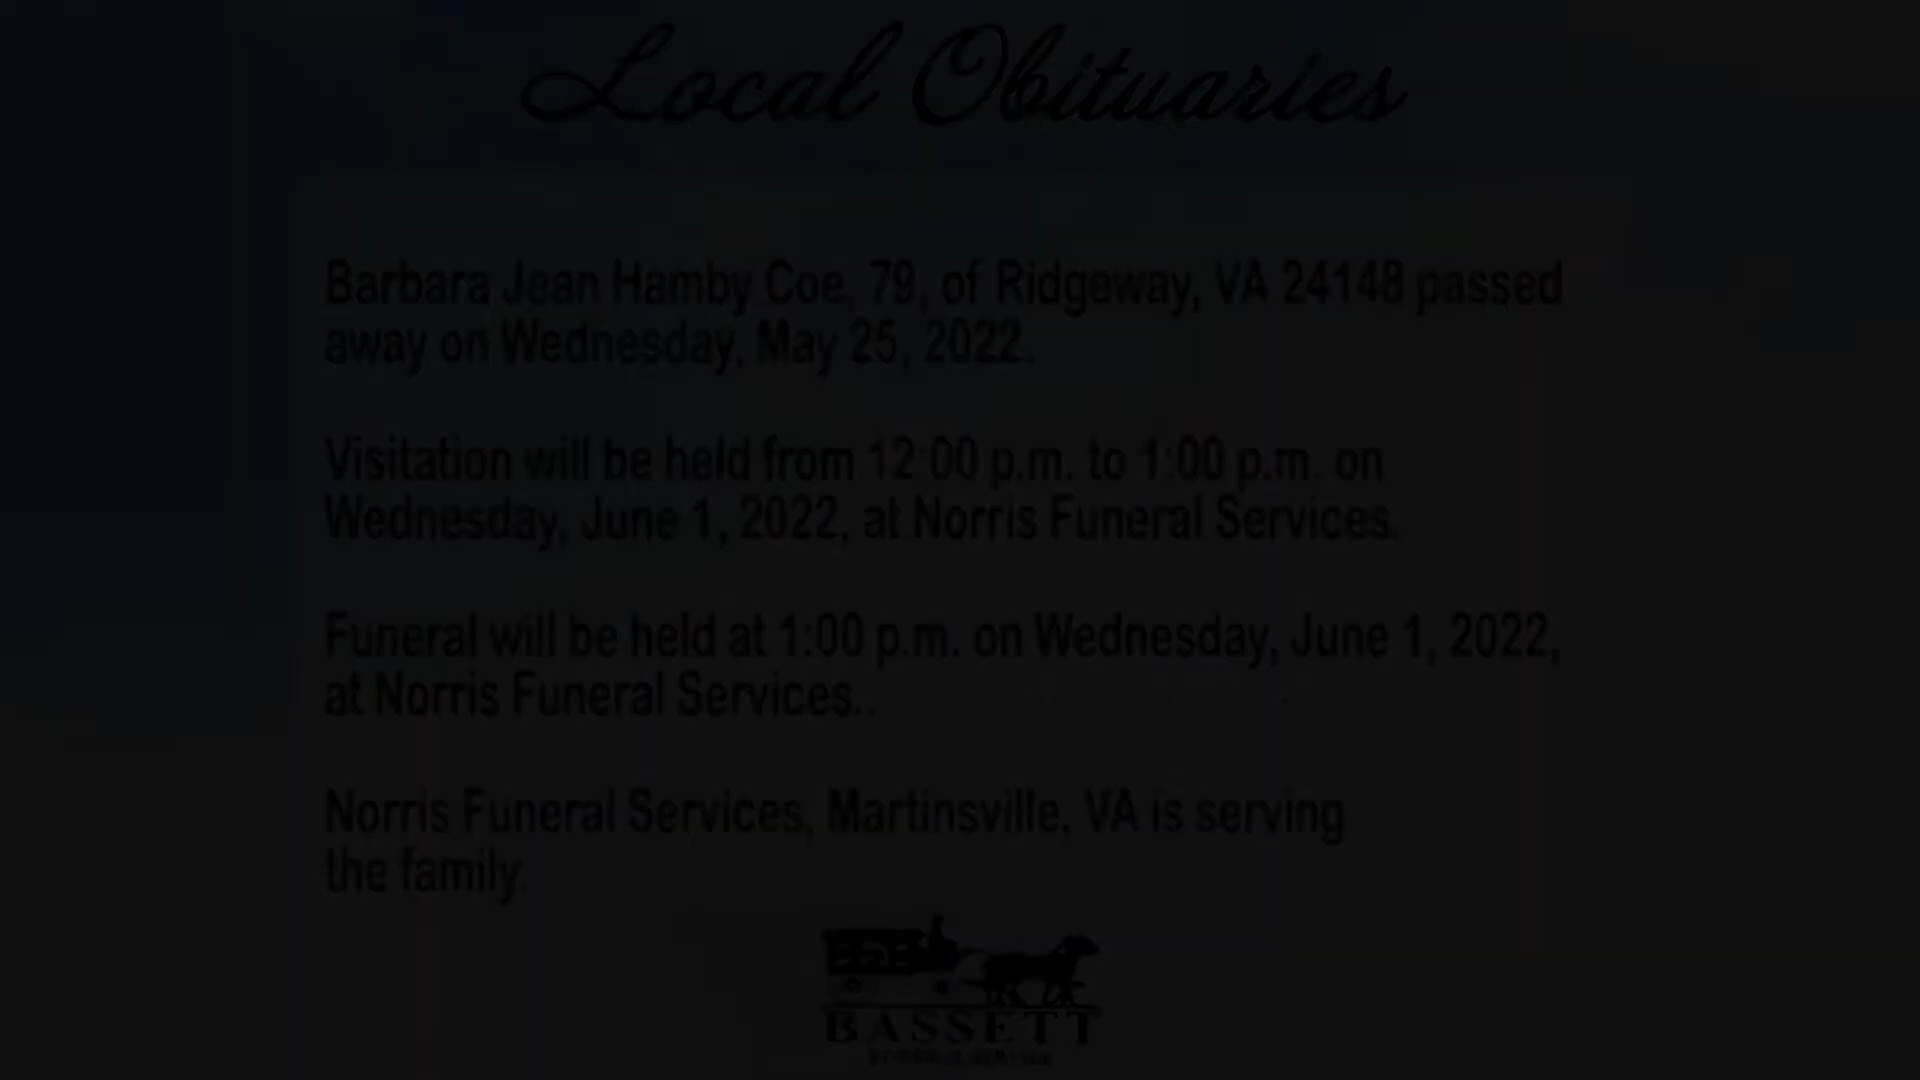 Local Obituaries
Barbara Jean Hamby Coe, 79, of Ridgeway, VA 24148 passed
away on Wednesday, May 25, 2022.
Visitation will be held from 12:00 p.m. to 1:00 p.m. on
Wednesday, June 1, 2022, at Norris Funeral Services.
Funeral will be held at 1:00 p.m. on Wednesday, June 1, 2022,
at Norris Funeral Services..
Norris Funeral Services, Martinsville, VA is serving
the family.
BASSETT